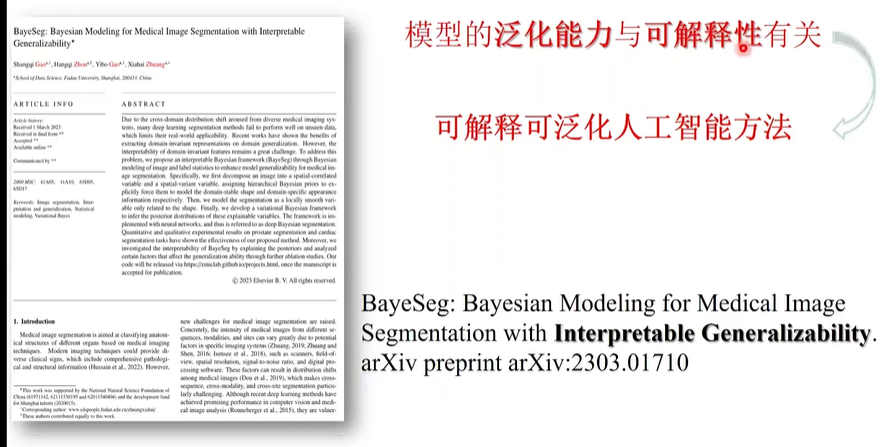 BayeSeg: Bayesian Modeling for Medical Image Segmentation with Interpretable
Generalizability*
Shangqi Gao, Hangqi Zhou, Yibo Gao, Xiahai Zhuang
School of Data Science, Fudan University, Shanghai, 200433, China
ARTICLE INFO
Article history:
Received 1 March 2023
Received in final form **
Accepted **
Available online **
Communicated by **
2000 MSC: 41A05, 41A10, 65D05,
65D17
Keywords: Image segmentation, Inter-
pretation and generalization, Statistical
modeling, Variational Bayes
ABSTRACT
Due to the cross-domain distribution shift aroused from diverse medical imaging sys-
tems, many deep learning segmentation methods fail to perform well on unseen data,
which limits their real-world applicability. Recent works have shown the benefits of
extracting domain-invariant representations on domain generalization. However, the
interpretability of domain-invariant features remains a great challenge. To address this
problem, we propose an interpretable Bayesian framework (BayeSeg) through Bayesian
modeling of image and label statistics to enhance model generalizability for medical im-
age segmentation. Specifically, we first decompose an image into a spatial-correlated
variable and a spatial-variant variable, assigning hierarchical Bayesian priors to ex-
plicitly force them to model the domain-stable shape and domain-specific appearance
information respectively. Then, we model the segmentation as a locally smooth vari-
able only related to the shape. Finally, we develop a variational Bayesian framework
to infer the posterior distributions of these explainable variables. The framework is im-
plemented with neural networks, and thus is referred to as deep Bayesian segmentation.
Quantitative and qualitative experimental results on prostate segmentation and cardiac
segmentation tasks have shown the effectiveness of our proposed method. Moreover, we
investigated the interpretability of BayeSeg by explaining the posteriors and analyzed
certain factors that affect the generalization ability through further ablation studies. Our
code will be released via https://zmiclab.github.io/projects.html, once the manuscript is
accepted for publication.
© 2023 Elsevier B. V. All rights reserved.
1. Introduction
Medical image segmentation is aimed at classifying anatom-
ical structures of different organs based on medical imaging
techniques. Modern imaging techniques could provide di-
verse clinical signs, which include comprehensive pathologi-
cal and structural information (Hussain et al., 2022). However,
*This work was supported by the National Natural Science Foundation of
China (61971142, 62111530195 and 62011540404) and the development fund
for Shanghai talents (2020015).
*Corresponding author: www.sdspeople.fudan.edu.cn/zhuangxiahai/
These authors contributed equally to this work.
new challenges for medical image segmentation are raised.
Concretely, the intensity of medical images from different se-
quences, modalities, and sites can vary greatly due to potential
factors in specific imaging systems (Zhuang, 2019; Zhuang and
Shen, 2016; Isensee et al., 2018), such as scanners, field-of-
view, spatial resolution, signal-to-noise ratio, and digital pro-
cessing software. These factors can result in distribution shifts
among medical images (Dou et al., 2019), which makes cross-
sequence, cross-modality, and cross-site segmentation particu-
larly challenging. Although recent deep learning methods have
achieved promising performance in computer vision and medi-
cal image analysis (Ronneberger et al., 2015), they are vulner-
模型的泛化能力与可解释性有关
可解释可泛化人工智能方法
BayeSeg: Bayesian Modeling for Medical Image
Segmentation with Interpretable Generalizability.
arXiv preprint arXiv:2303.01710